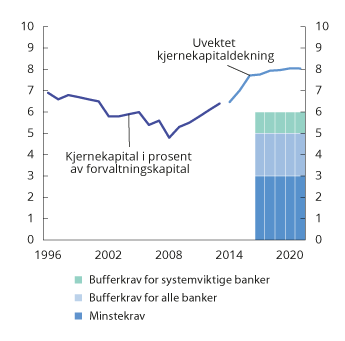 10
9
8
7
6
5
4
3
2
1
0
10
9
8
7
6
5
4
3
2
1
0
Uvektet
kjernekapitaldekning
Kjernekapital i prosent
av forvaltningskapital
1996 2002 2008 2014 2020
Bufferkrav for systemviktige banker
Bufferkrav for alle banker
Minstekrav